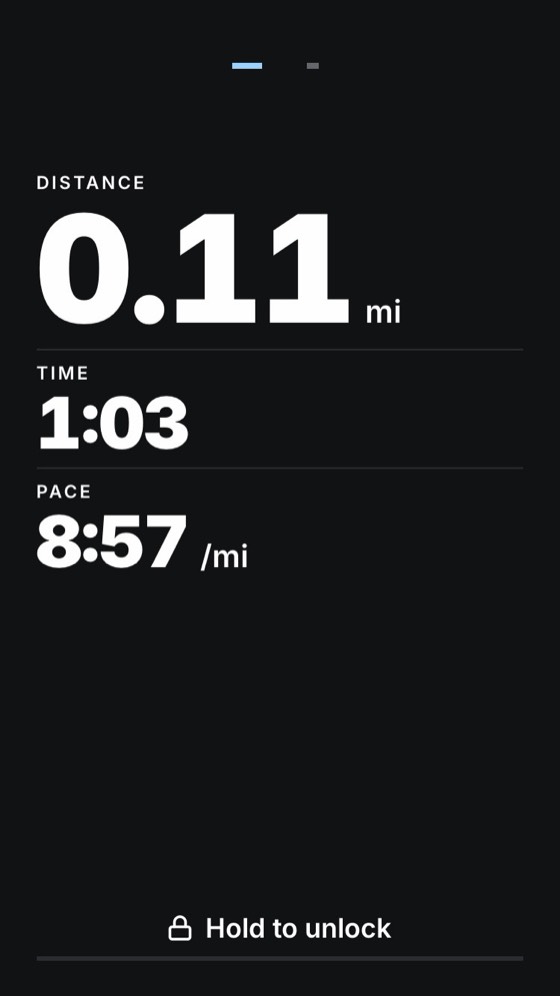 DISTANCE
0.11 mi
TIME
1:03
PACE
8:57 /mi
Hold to unlock